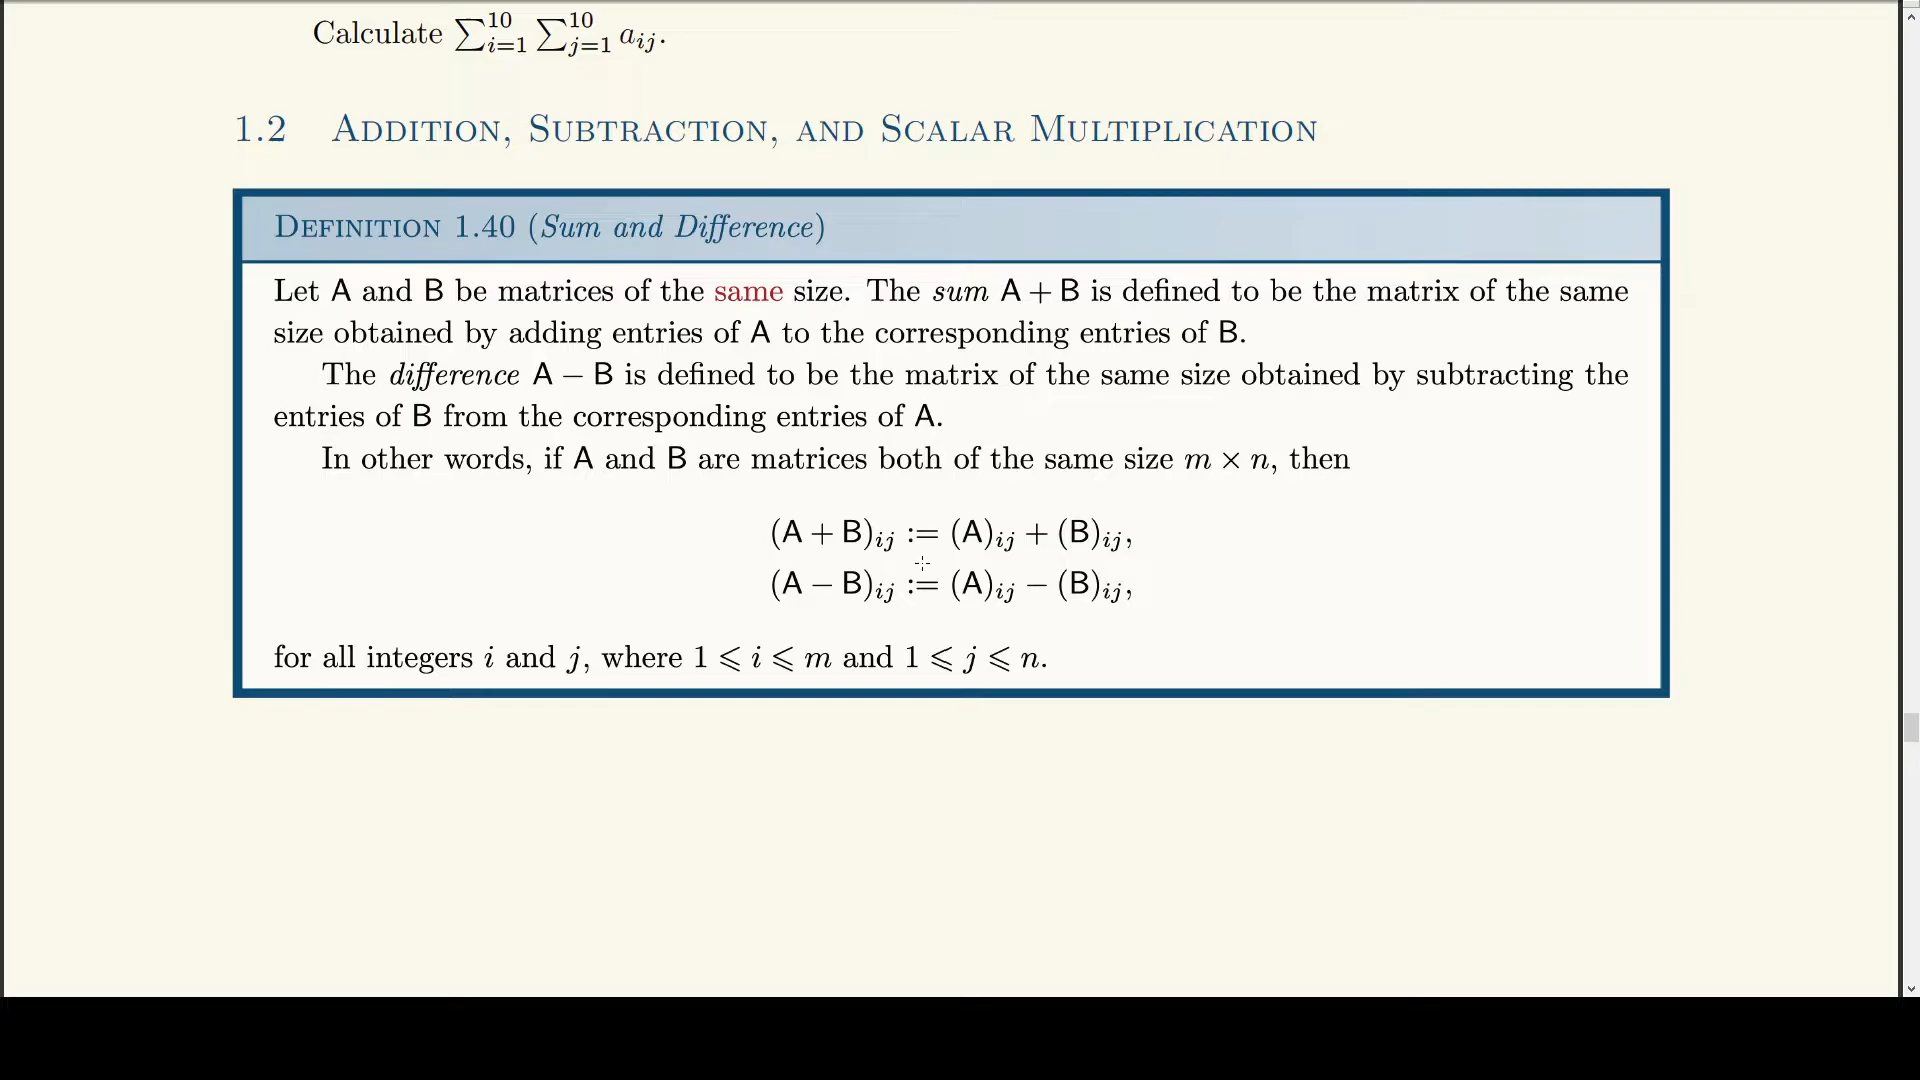 Calculate ∑_{i=1}^{10} ∑_{j=1}^{10} a_{ij}.
1.2 Addition, Subtraction, and Scalar Multiplication
Definition 1.40 (Sum and Difference)
Let A and B be matrices of the same size. The sum A + B is defined to be the matrix of the same
size obtained by adding entries of A to the corresponding entries of B.
The difference A − B is defined to be the matrix of the same size obtained by subtracting the
entries of B from the corresponding entries of A.
In other words, if A and B are matrices both of the same size m × n, then
(A + B)_{ij} := (A)_{ij} + (B)_{ij},
(A − B)_{ij} := (A)_{ij} − (B)_{ij},
for all integers i and j, where 1 ⩽ i ⩽ m and 1 ⩽ j ⩽ n.